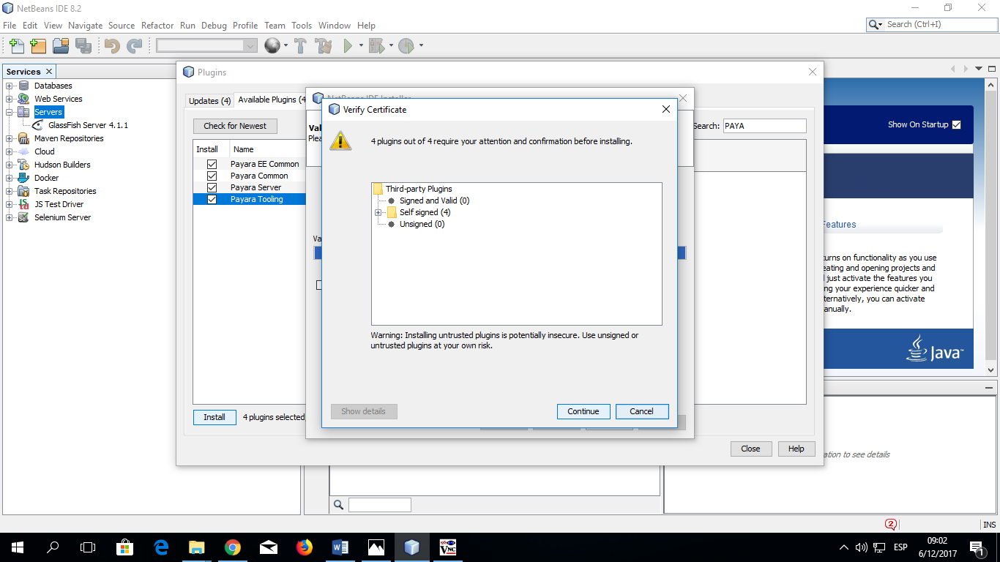 NetBeans IDE 8.2
File Edit View Navigate Source Refactor Run Debug Profile Team Tools Window Help
Search (Ctrl+I)
Services
Databases
Web Services
Servers
GlassFish Server 4.1.1
Maven Repositories
Cloud
Hudson Builders
Docker
Task Repositories
JS Test Driver
Selenium Server
Plugins
Updates (4) Available Plugins (4
Check for Newest
Search: PAYA
Install Name
Payara EE Common
Payara Common
Payara Server
Payara Tooling
Install 4 plugins selected
Close Help
NetBeans IDE Installer
Val
Plea
Va
Verify Certificate
4 plugins out of 4 require your attention and confirmation before installing.
Third-party Plugins
Signed and Valid (0)
Self signed (4)
Unsigned (0)
Warning: Installing untrusted plugins is potentially insecure. Use unsigned or
untrusted plugins at your own risk.
Show details Continue Cancel
Show On Startup
Features
urns on functionality as you use
eating and opening projects and
just activate the features you
ng your experience quicker and
ternatively, you can activate
anually.
Java™
ation to see details
2
INS
W
VNC
ESP
09:02
6/12/2017
1